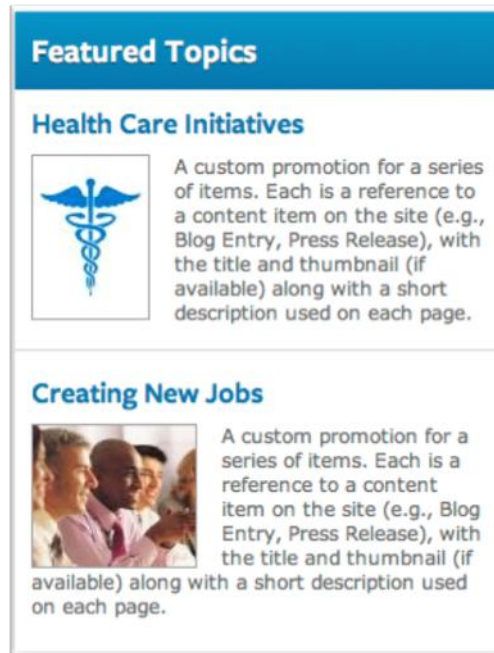 Featured Topics
Health Care Initiatives
A custom promotion for a series
of items. Each is a reference to
a content item on the site (e.g.,
Blog Entry, Press Release), with
the title and thumbnail (if
available) along with a short
description used on each page.
Creating New Jobs
A custom promotion for a
series of items. Each is a
reference to a content
item on the site (e.g., Blog
Entry, Press Release), with
the title and thumbnail (if
available) along with a short description used
on each page.